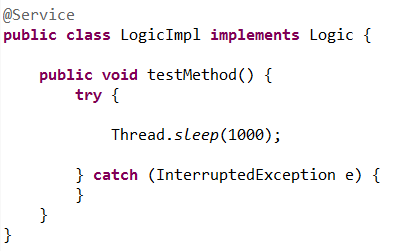 @Service
public class LogicImpl implements Logic {
public void testMethod() {
try {
Thread.sleep(1000);
} catch (InterruptedException e) {
}
}
}